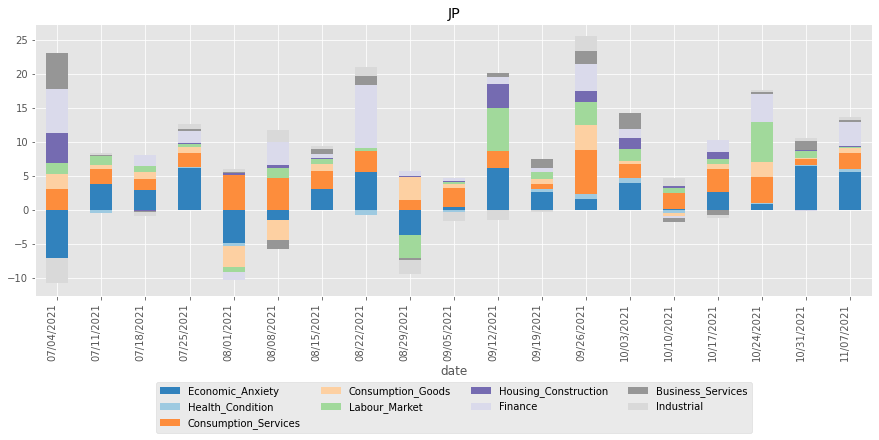 JP
25
20
15
10
5
0
−5
−10
07/04/2021
07/11/2021
07/18/2021
07/25/2021
08/01/2021
08/08/2021
08/15/2021
08/22/2021
08/29/2021
09/05/2021
09/12/2021
09/19/2021
09/26/2021
10/03/2021
10/10/2021
10/17/2021
10/24/2021
10/31/2021
11/07/2021
date
Economic_Anxiety
Health_Condition
Consumption_Services
Consumption_Goods
Labour_Market
Housing_Construction
Finance
Business_Services
Industrial